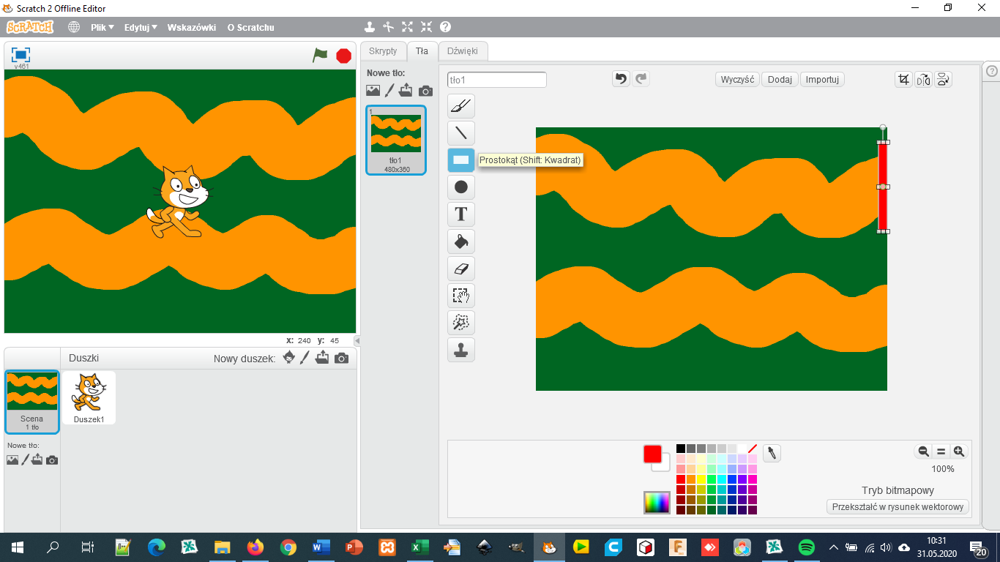 Scratch 2 Offline Editor
SCRATCH Plik Edytuj Wskazówki O Scratchu
v461
Skrypty Tła Dźwięki
Nowe tło:
1
tło1
480x360
tło1 Wyczyść Dodaj Importuj
Prostokąt (Shift: Kwadrat)
T
x: 240 y: 45
Duszki Nowy duszek:
Scena
1 tło
Duszek1
Nowe tło:
100%
Tryb bitmapowy
Przekształć w rysunek wektorowy
10:31
31.05.2020
20